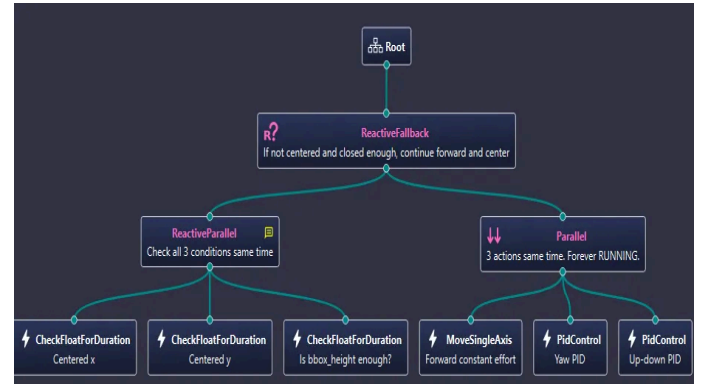 Root
R?
ReactiveFallback
If not centered and closed enough, continue forward and center
ReactiveParallel
Check all 3 conditions same time
Parallel
3 actions same time. Forever RUNNING.
CheckFloatForDuration
Centered x
CheckFloatForDuration
Centered y
CheckFloatForDuration
Is bbox_height enough?
MoveSingleAxis
Forward constant effort
PidControl
Yaw PID
PidControl
Up-down PID